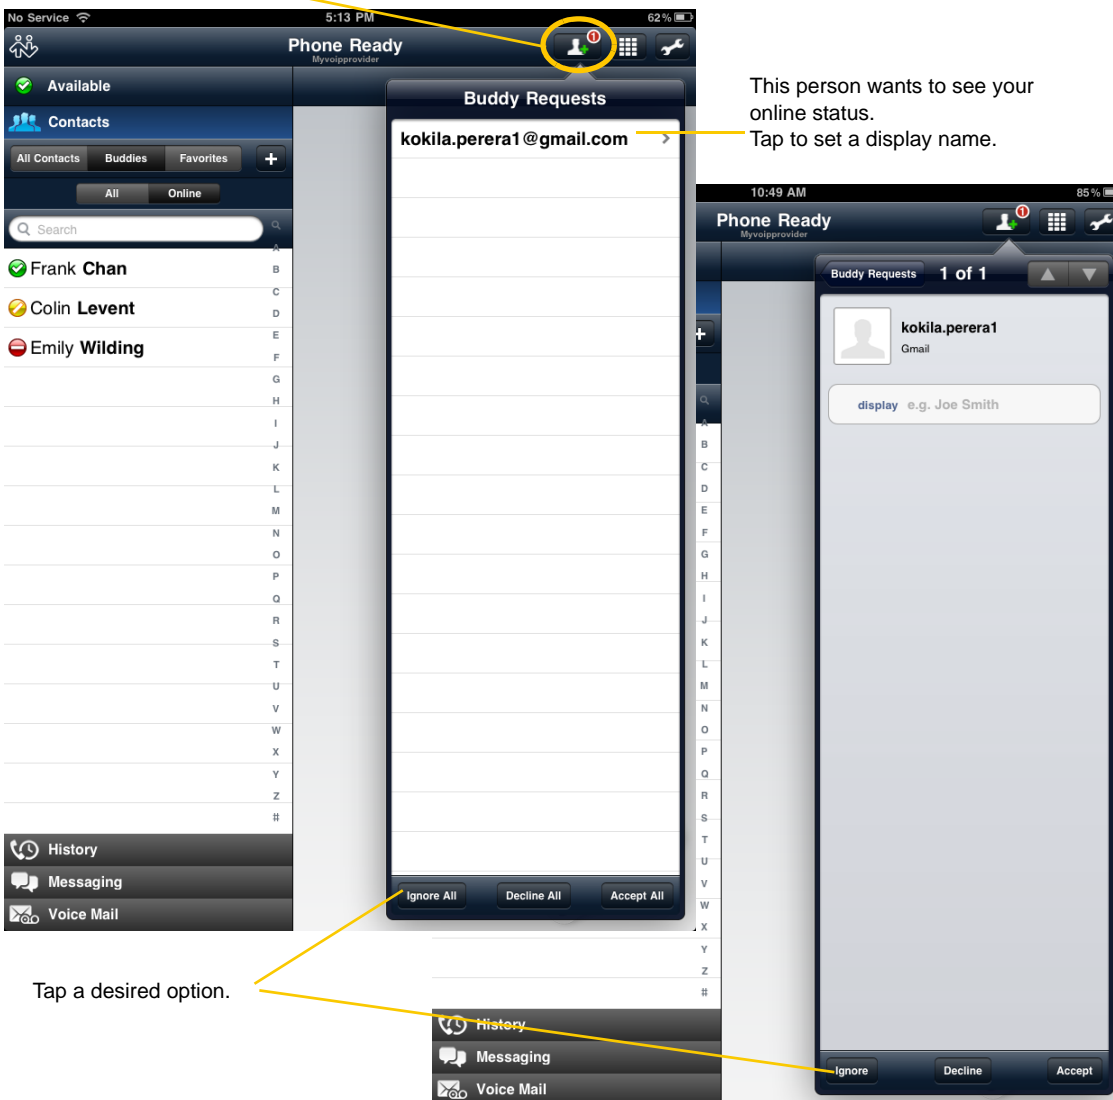 No Service 5:13 PM 62%
Phone Ready
Myvoipprovider
1
Available
Contacts
All Contacts Buddies Favorites +
All Online
Search
A
B
C
D
E
F
G
H
I
J
K
L
M
N
O
P
Q
R
S
T
U
V
W
X
Y
Z
#
Frank Chan
Colin Levent
Emily Wilding
History
Messaging
Voice Mail
Buddy Requests
kokila.perera1@gmail.com
Ignore All Decline All Accept All
This person wants to see your
online status.
Tap to set a display name.
10:49 AM 85%
Phone Ready
Myvoipprovider
1
+
Buddy Requests 1 of 1
kokila.perera1
Gmail
display e.g. Joe Smith
A
B
C
D
E
F
G
H
I
J
K
L
M
N
O
P
Q
R
S
T
U
V
W
X
Y
Z
#
History
Messaging
Voice Mail
Ignore Decline Accept
Tap a desired option.